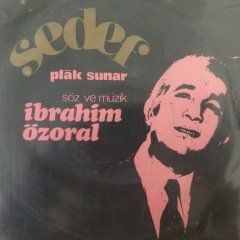 sedef
plâk sunar
söz ve müzik
ibrahim
özoral